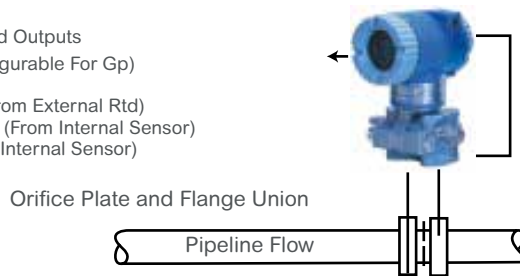 d Outputs
gurable For Gp)
rom External Rtd)
(From Internal Sensor)
Internal Sensor)
Orifice Plate and Flange Union
Pipeline Flow